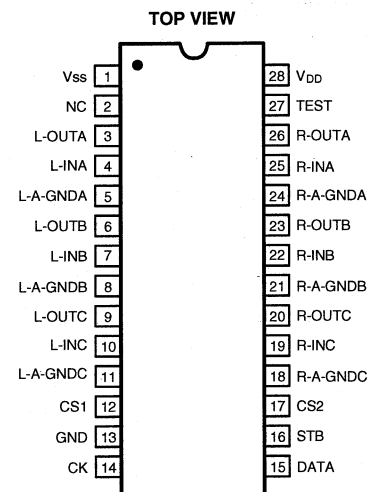 TOP VIEW
Vss 1 28 VDD
NC 2 27 TEST
L-OUTA 3 26 R-OUTA
L-INA 4 25 R-INA
L-A-GNDA 5 24 R-A-GNDA
L-OUTB 6 23 R-OUTB
L-INB 7 22 R-INB
L-A-GNDB 8 21 R-A-GNDB
L-OUTC 9 20 R-OUTC
L-INC 10 19 R-INC
L-A-GNDC 11 18 R-A-GNDC
CS1 12 17 CS2
GND 13 16 STB
CK 14 15 DATA